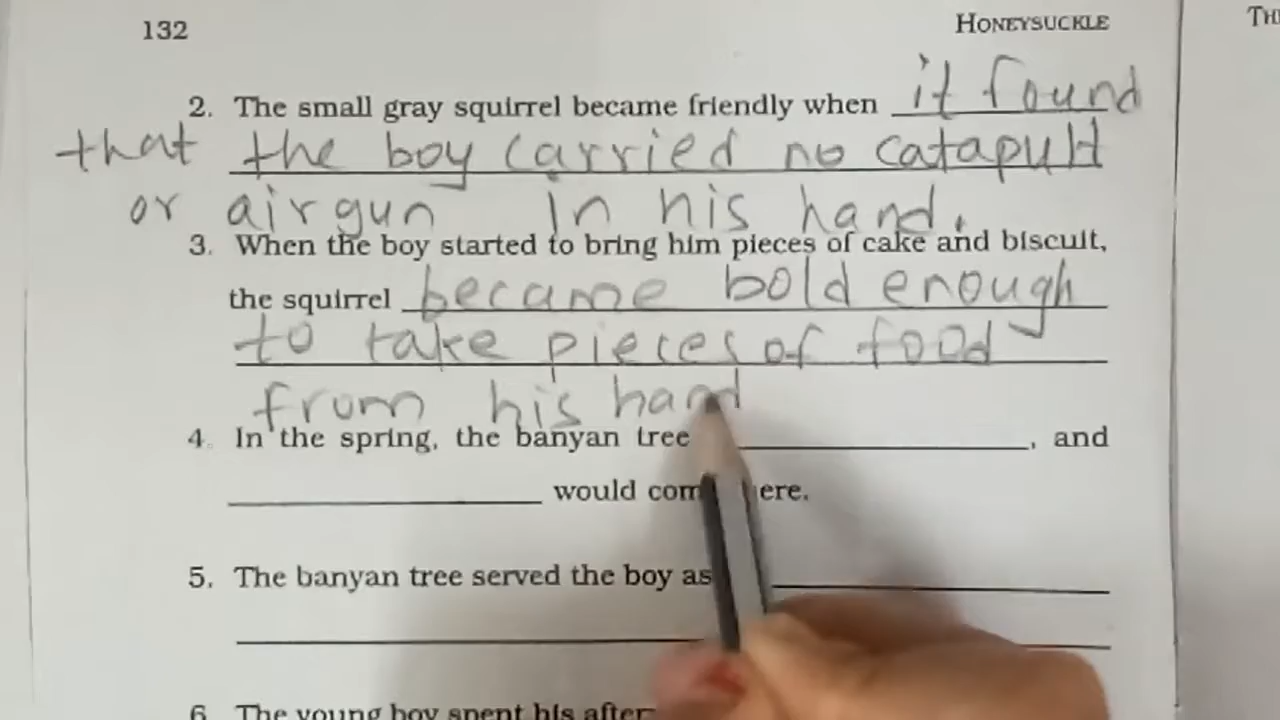 132
HONEYSUCKLE
2. The small gray squirrel became friendly when it found
that the boy carried no catapult
or airgun in his hand.
3. When the boy started to bring him pieces of cake and biscuit,
the squirrel became bold enough
to take pieces of food
from his hand
4. In the spring, the banyan tree , and
would come
5. The banyan tree served the boy as
6. The young boy spent his